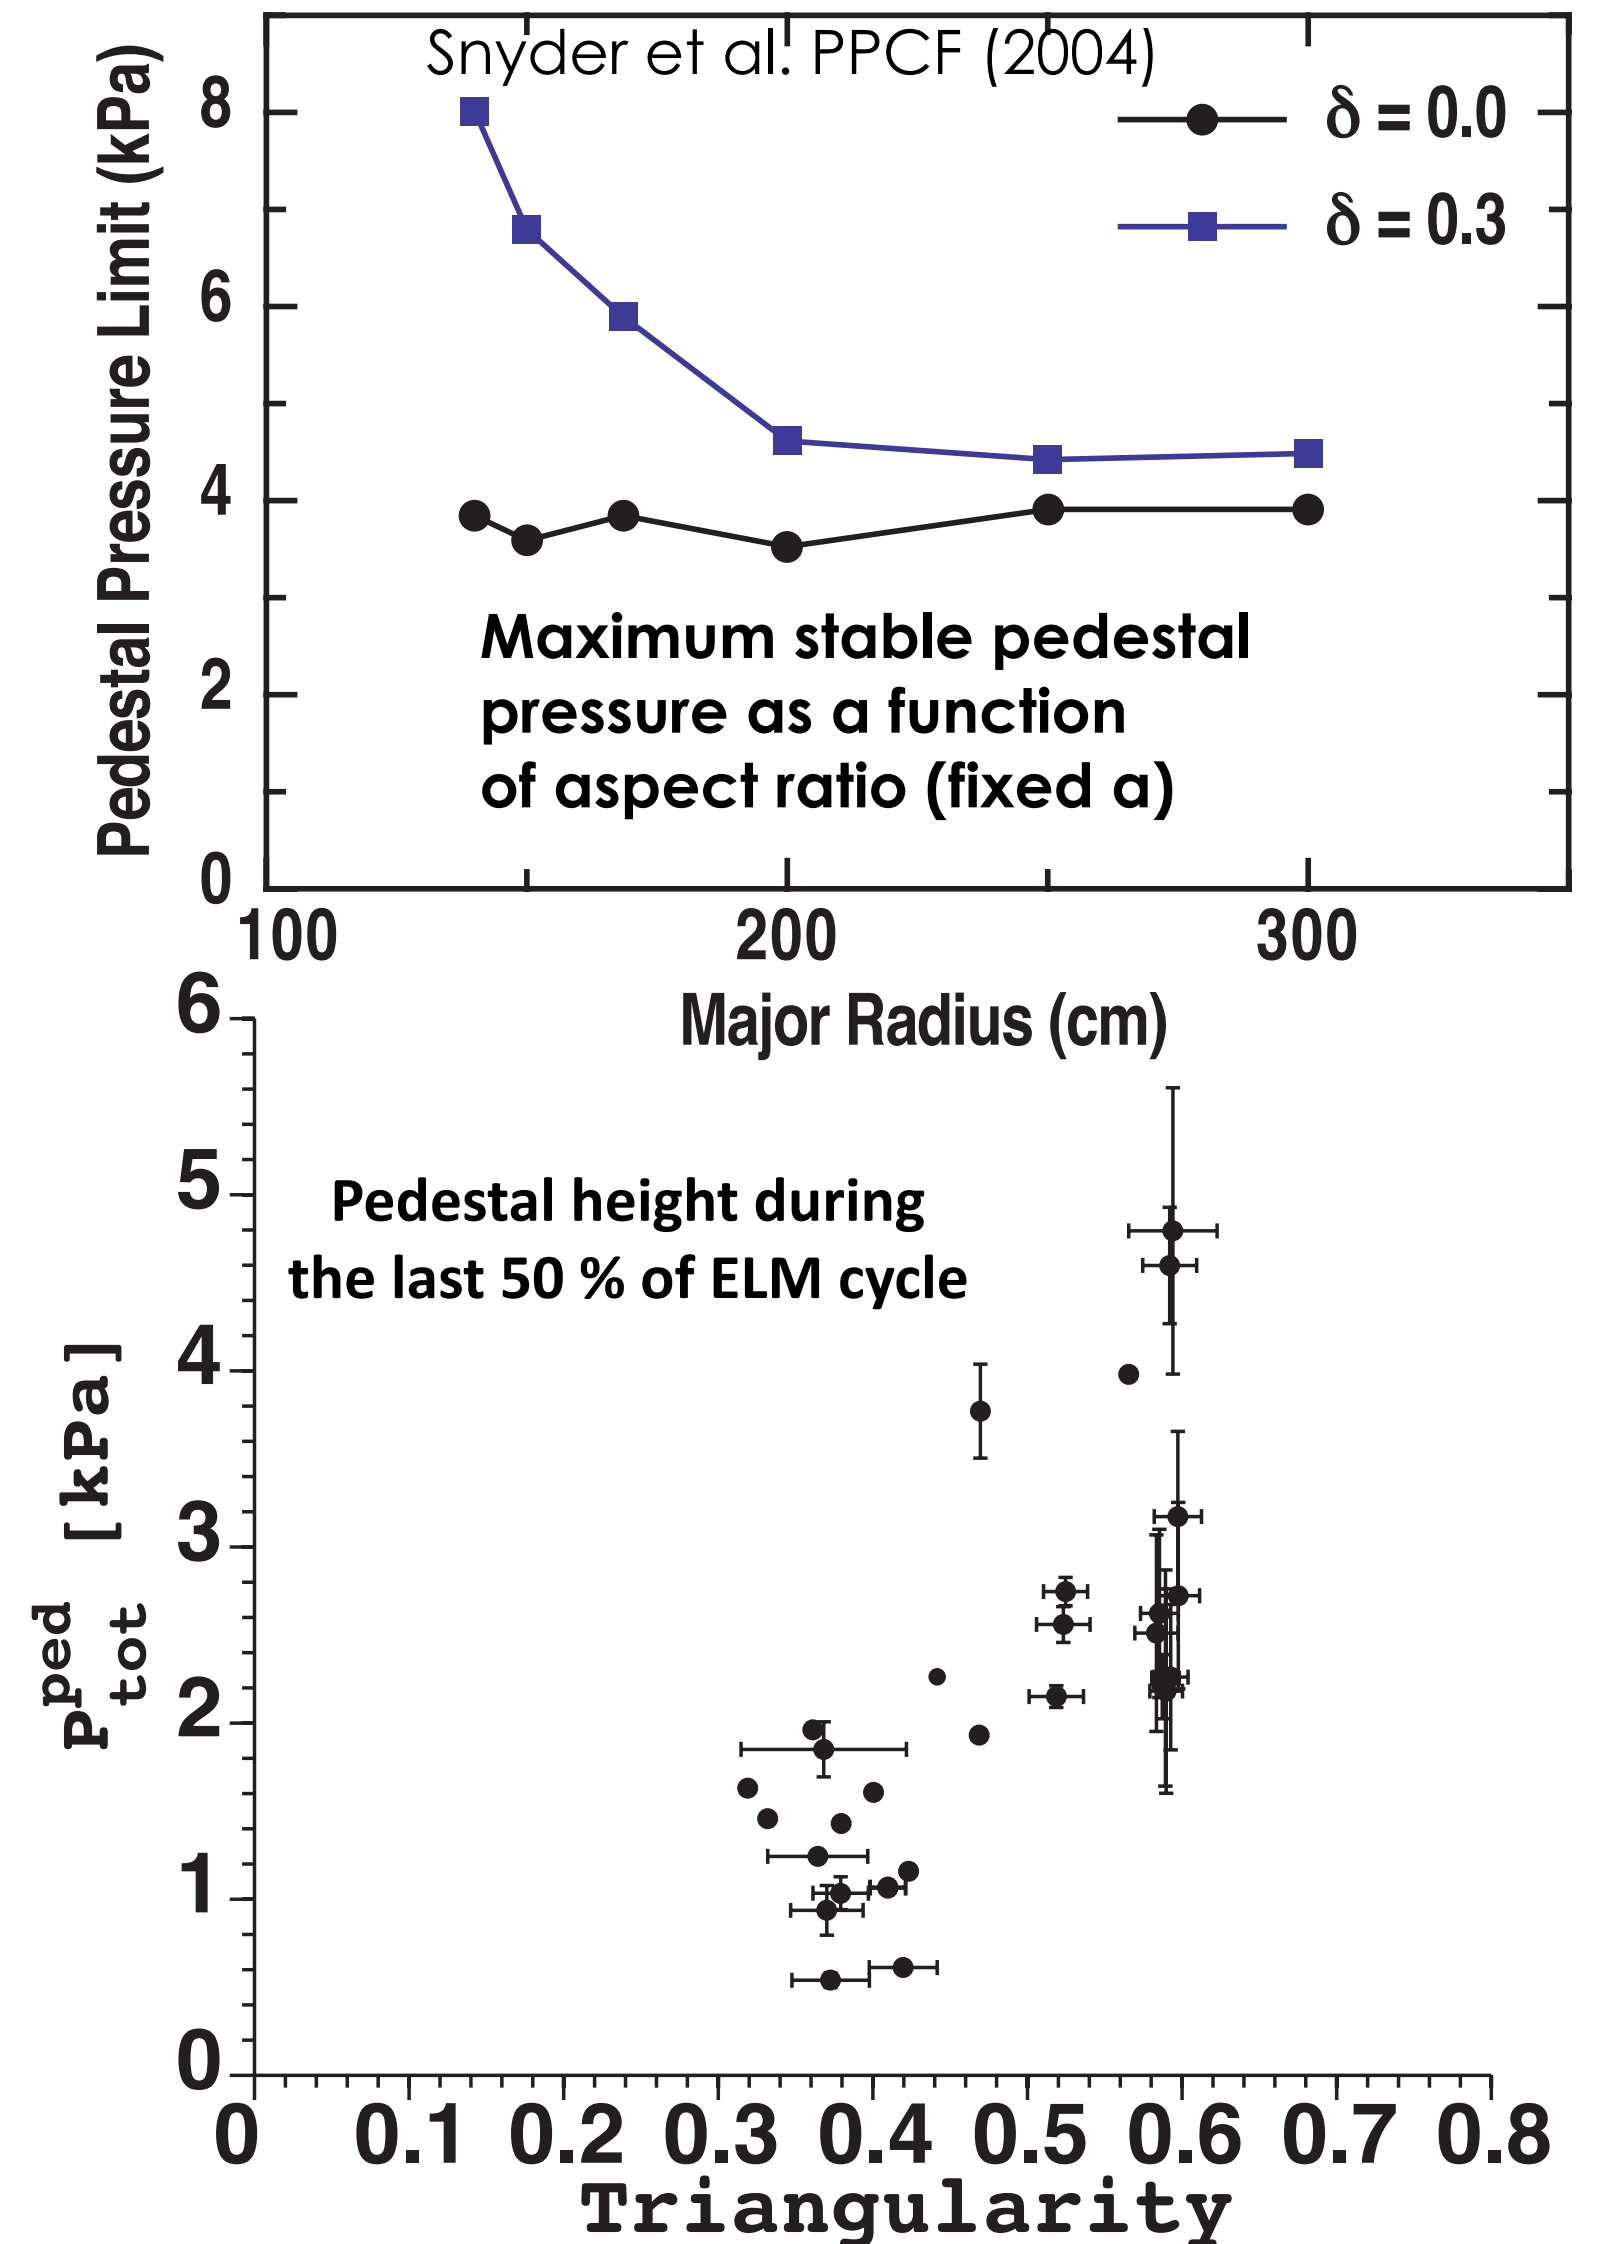 Snyder et al. PPCF (2004)
δ = 0.0
δ = 0.3
Pedestal Pressure Limit (kPa)
8
6
4
2
0
Maximum stable pedestal
pressure as a function
of aspect ratio (fixed a)
100 200 300
Major Radius (cm)
6
5
4
3
2
1
0
Pedestal height during
the last 50 % of ELM cycle
P ped tot [kPa]
0 0.1 0.2 0.3 0.4 0.5 0.6 0.7 0.8
Triangularity